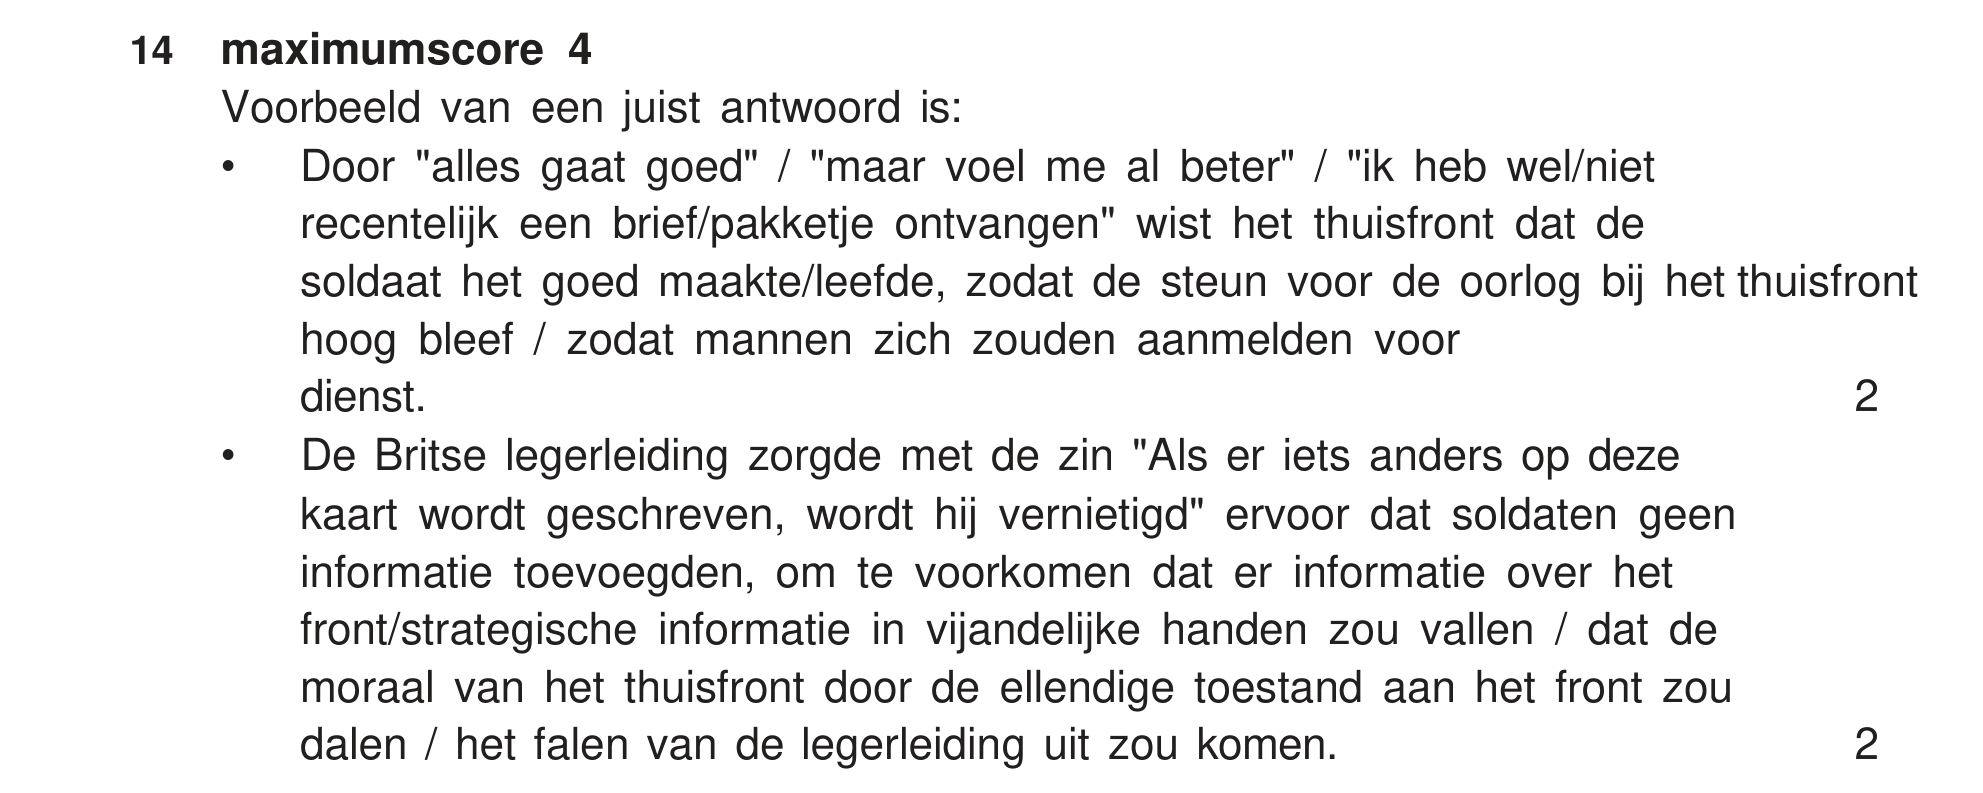 14 maximumscore 4
Voorbeeld van een juist antwoord is:
• Door "alles gaat goed" / "maar voel me al beter" / "ik heb wel/niet
recentelijk een brief/pakketje ontvangen" wist het thuisfront dat de
soldaat het goed maakte/leefde, zodat de steun voor de oorlog bij het thuisfront
hoog bleef / zodat mannen zich zouden aanmelden voor
dienst. 2
• De Britse legerleiding zorgde met de zin "Als er iets anders op deze
kaart wordt geschreven, wordt hij vernietigd" ervoor dat soldaten geen
informatie toevoegden, om te voorkomen dat er informatie over het
front/strategische informatie in vijandelijke handen zou vallen / dat de
moraal van het thuisfront door de ellendige toestand aan het front zou
dalen / het falen van de legerleiding uit zou komen. 2